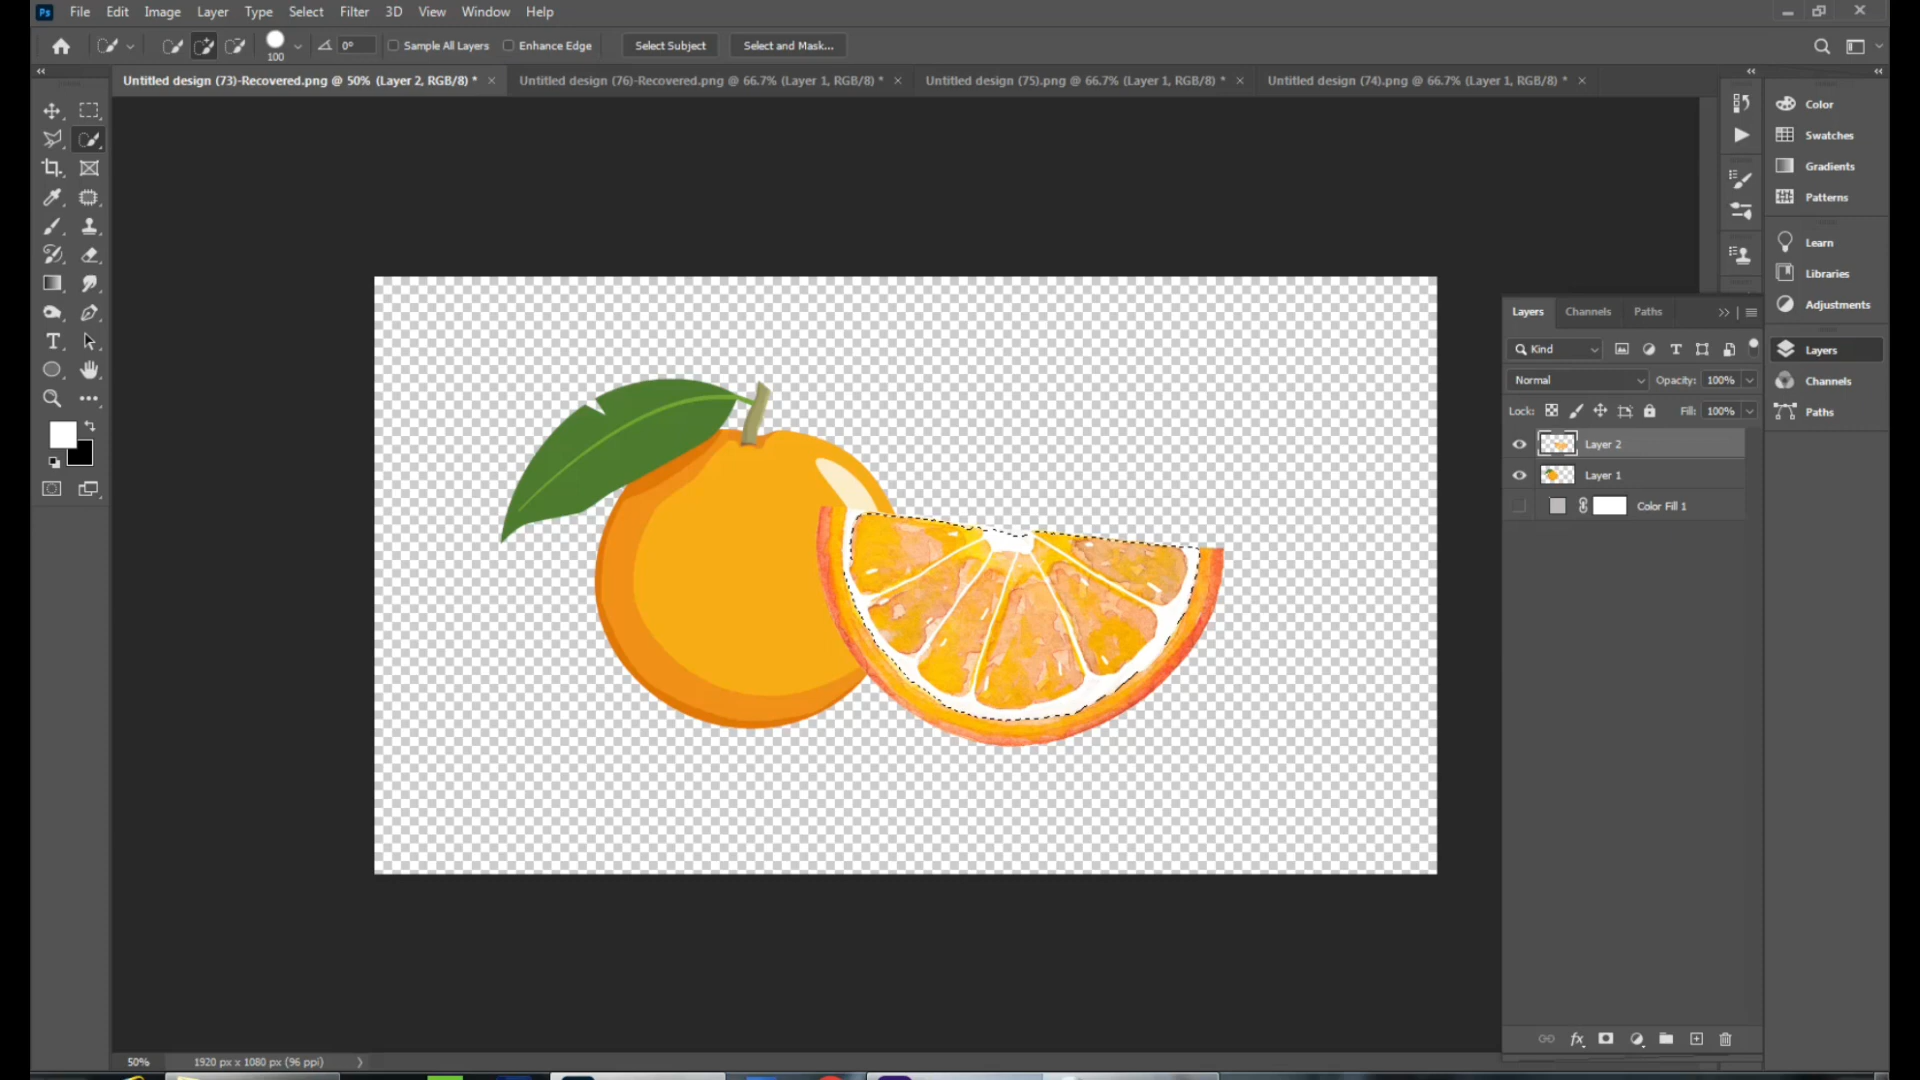 Ps File Edit Image Layer Type Select Filter 3D View Window Help
100 0° Sample All Layers Enhance Edge Select Subject Select and Mask...
Untitled design (73)-Recovered.png @ 50% (Layer 2, RGB/8) * Untitled design (76)-Recovered.png @ 66.7% (Layer 1, RGB/8) * Untitled design (75).png @ 66.7% (Layer 1, RGB/8) * Untitled design (74).png @ 66.7% (Layer 1, RGB/8) *
Color
Swatches
Gradients
Patterns
Learn
Libraries
Adjustments
Layers
Channels
Paths
Layers Channels Paths
Kind
Normal Opacity: 100%
Lock: Fill: 100%
Layer 2
Layer 1
Color Fill 1
fx
50% 1920 px x 1080 px (96 ppi)